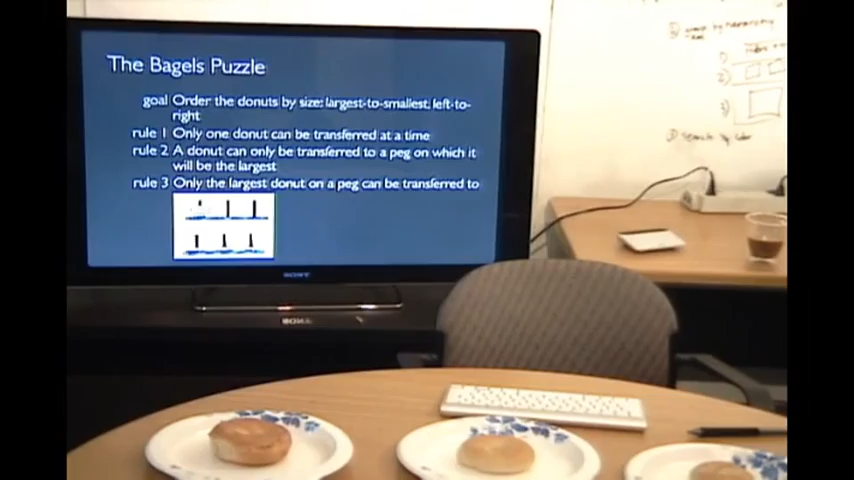 The Bagels Puzzle
goal Order the donuts by size: largest-to-smallest, left-to-
right
rule 1 Only one donut can be transferred at a time
rule 2 A donut can only be transferred to a peg on which it
will be the largest
rule 3 Only the largest donut on a peg can be transferred to
SONY